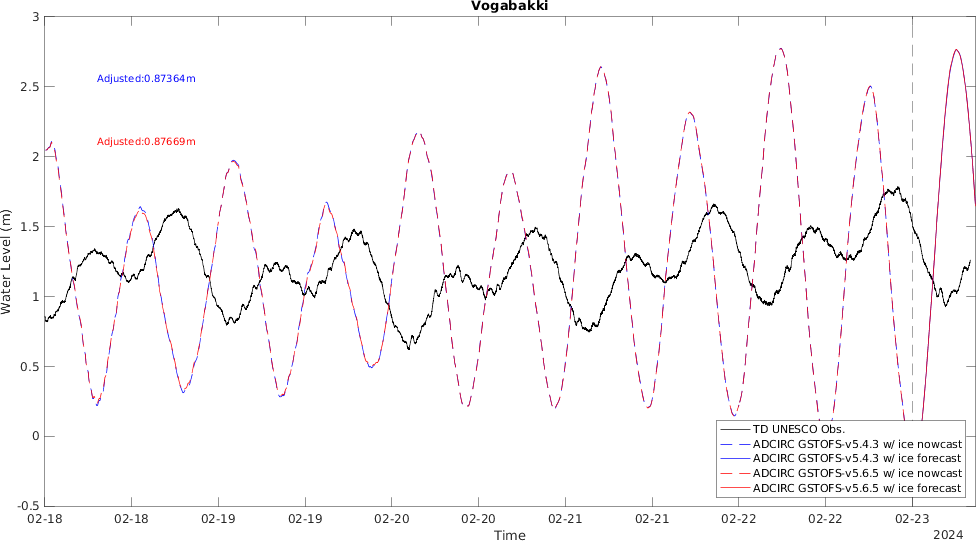 Vogabakki
3
2.5
2
1.5
1
0.5
0
-0.5
Water Level (m)
Adjusted:0.87364m
Adjusted:0.87669m
TD UNESCO Obs.
ADCIRC GSTOFS-v5.4.3 w/ ice nowcast
ADCIRC GSTOFS-v5.4.3 w/ ice forecast
ADCIRC GSTOFS-v5.6.5 w/ ice nowcast
ADCIRC GSTOFS-v5.6.5 w/ ice forecast
02-18 02-18 02-19 02-19 02-20 02-20 02-21 02-21 02-22 02-22 02-23
Time
2024